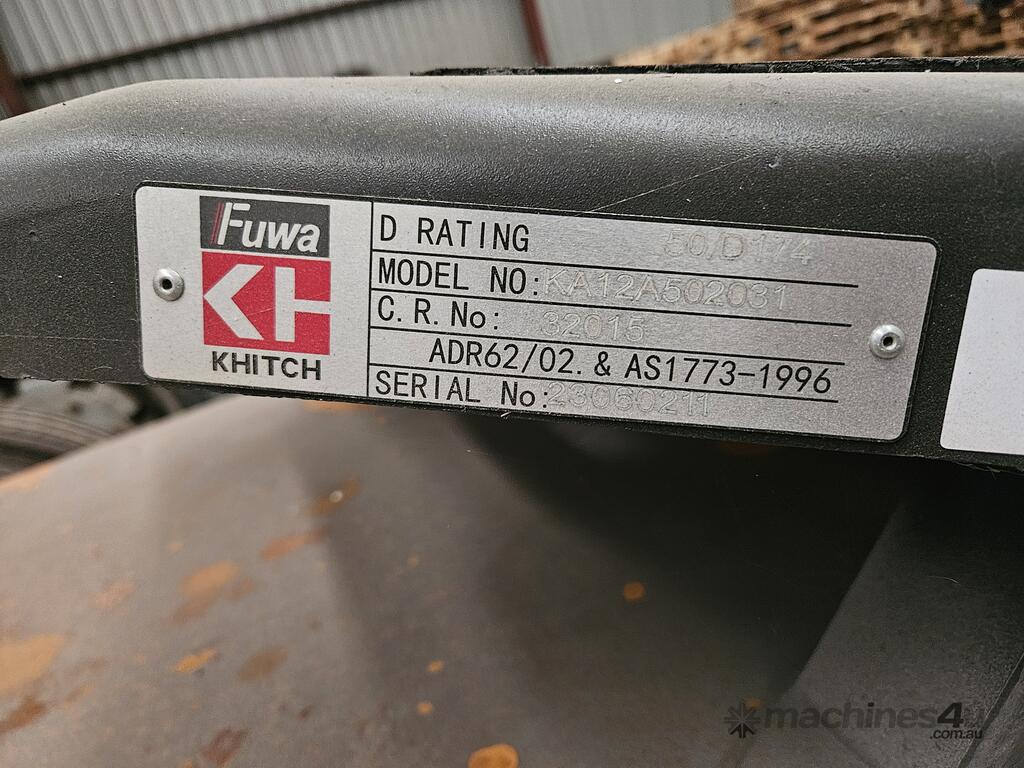 Fuwa
KH
KHITCH
D RATING 50/D174
MODEL NO: KA12A502031
C.R.No: 32015
ADR62/02. & AS1773-1996
SERIAL No: 23060211
machines4u
.com.au